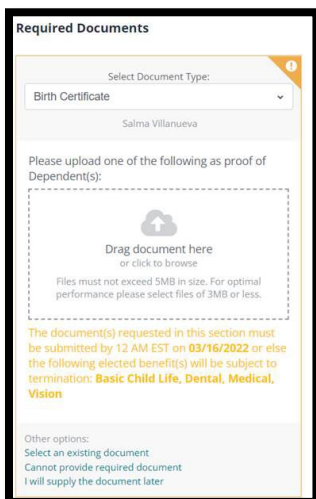 Required Documents
Select Document Type:
Birth Certificate
Salma Villanueva
Please upload one of the following as proof of
Dependent(s):
Drag document here
or click to browse
Files must not exceed 5MB in size. For optimal
performance please select files of 3MB or less.
The document(s) requested in this section must
be submitted by 12 AM EST on 03/16/2022 or else
the following elected benefit(s) will be subject to
termination: Basic Child Life, Dental, Medical,
Vision
Other options:
Select an existing document
Cannot provide required document
I will supply the document later